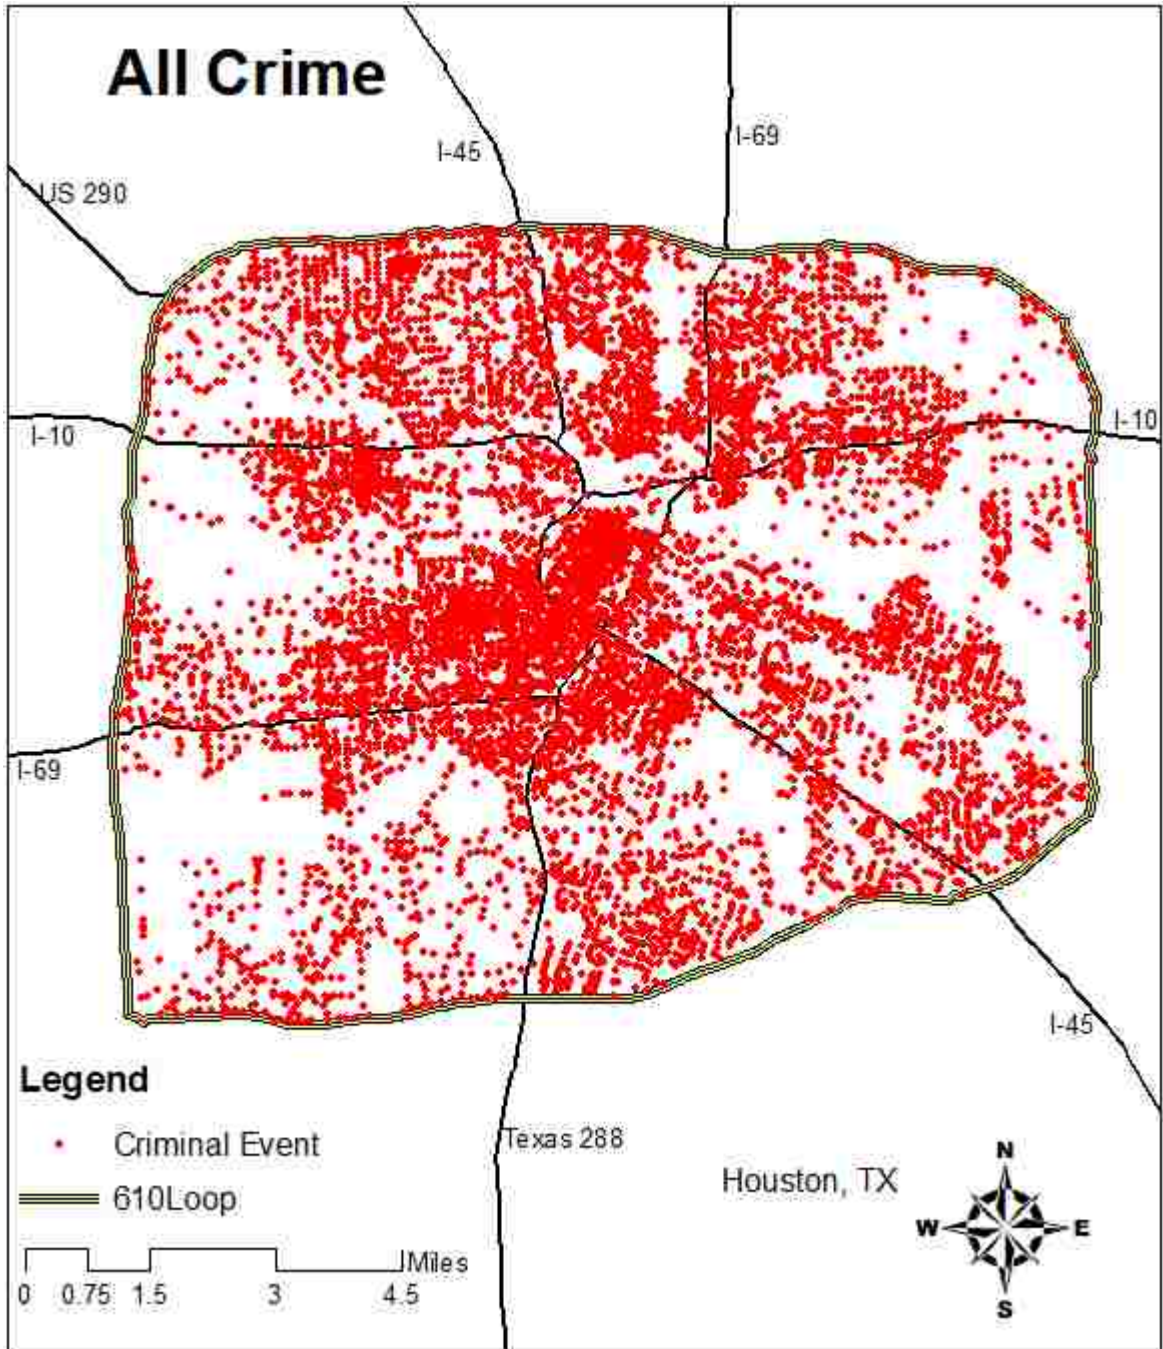 All Crime
I-45
I-69
US 290
I-10
I-10
I-69
I-45
Legend
Criminal Event
610Loop
Miles
0 0.75 1.5 3 4.5
Texas 288
Houston, TX
N
W E
S